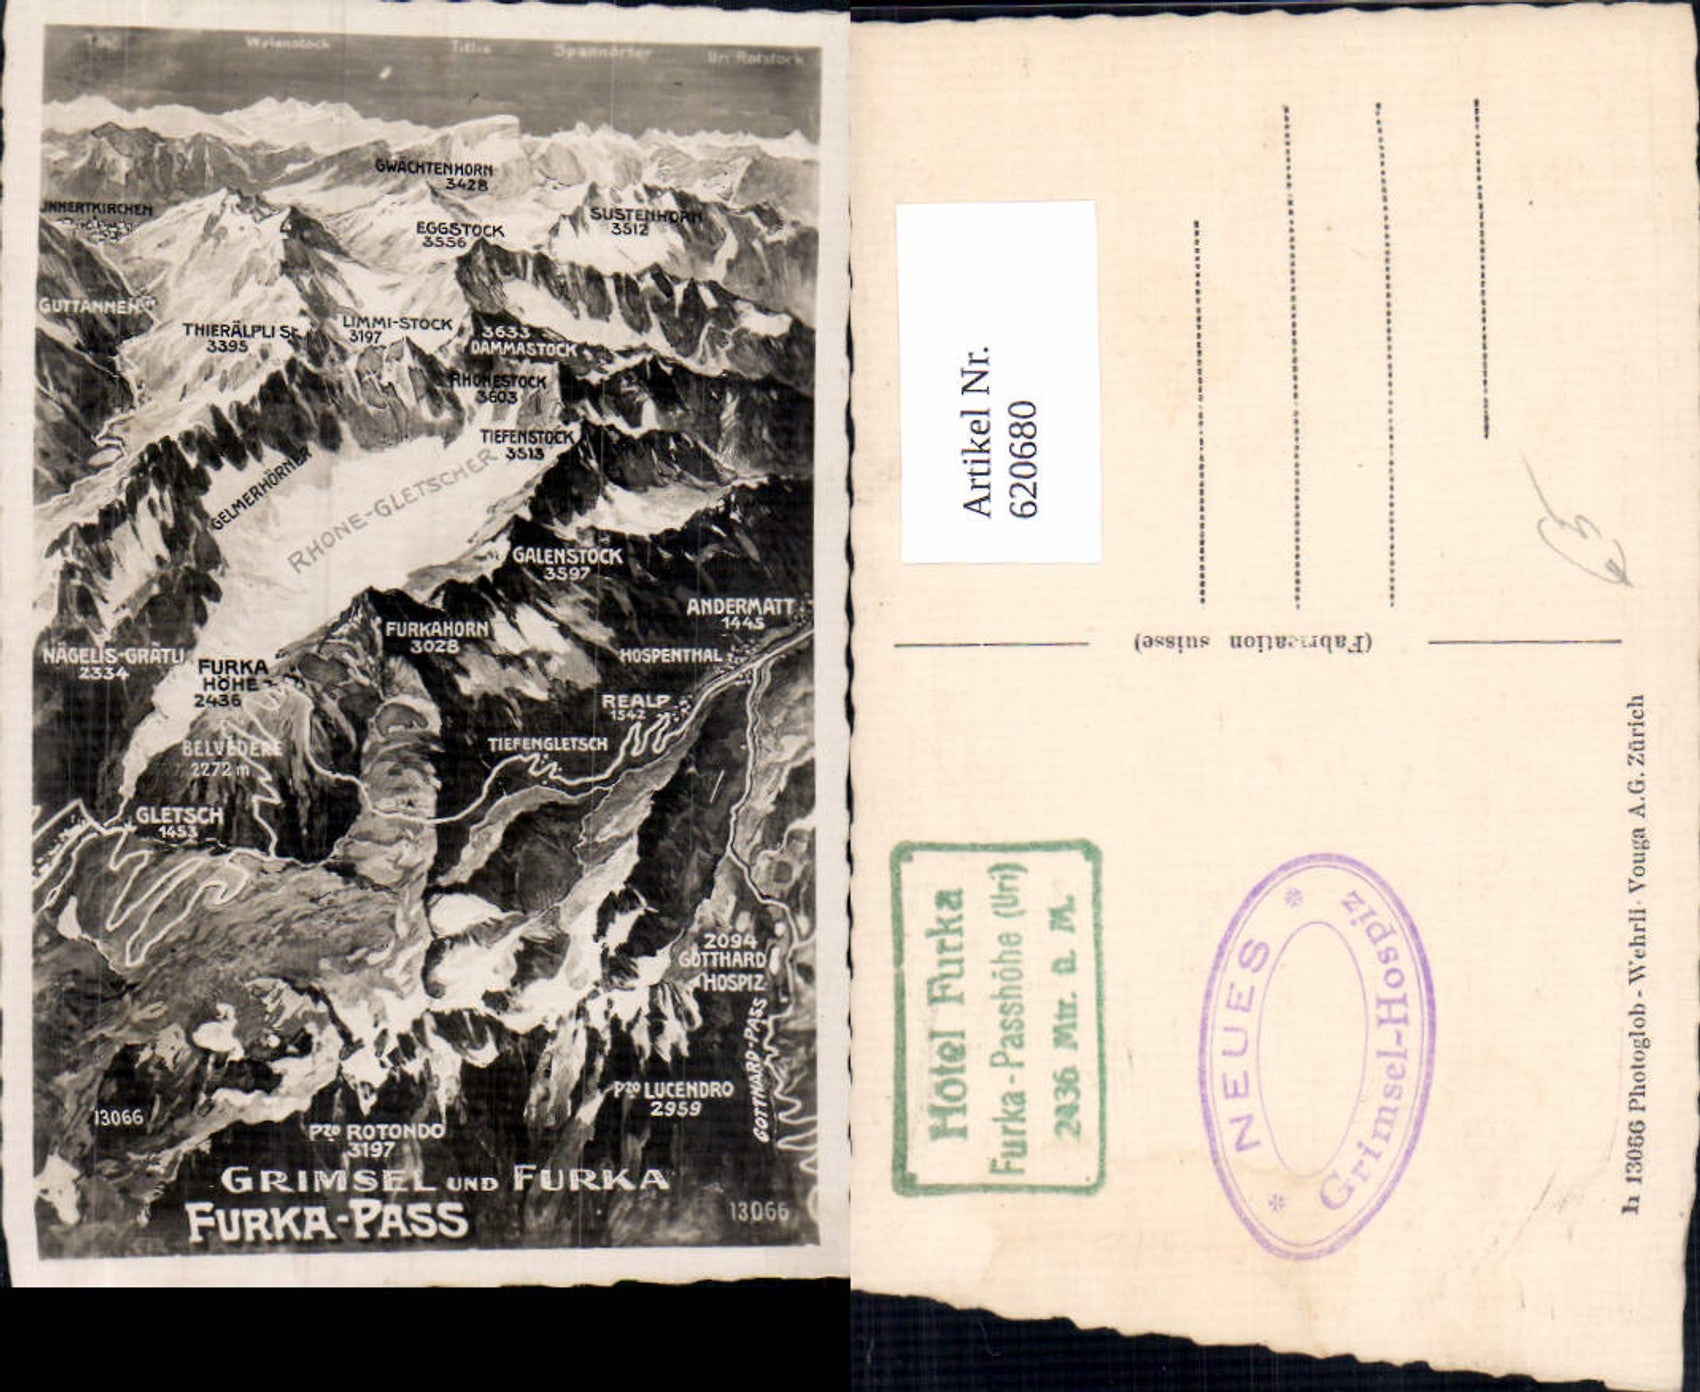 Titlis
Spannörter
Uri Rotstock
GWÄCHTENHORN
3428
INNERTKIRCHEN
SUSTENHORN
3512
EGGSTOCK
3556
GUTTANNEN
THIERÄLPLI St.
3395
LIMMI-STOCK
3197
3633
DAMMASTOCK
RHONESTOCK
3603
TIEFENSTOCK
3513
GELMERHÖRNER
RHONE-GLETSCHER
GALENSTOCK
3597
ANDERMATT
1445
FURKAHORN
3028
HOSPENTHAL
NÄGELIS-GRÄTLI
2334
FURKA
HÖHE
2436
REALP
1542
BELVÉDÈRE
2272 m
TIEFENGLETSCH
GLETSCH
1453
2094
GOTTHARD
HOSPIZ
GOTTHARD-PASS
Pzo LUCENDRO
2959
13066
Pzo ROTONDO
3197
GRIMSEL UND FURKA
FURKA-PASS
13066
Artikel Nr.
620680
(Fabrication suisse)
Hotel Furka
Furka-Passhöhe (Uri)
2436 Mtr. ü. M.
NEUES
Grimsel-Hospiz
h 13066 Photoglob-Wehrli-Vouga A.G. Zürich